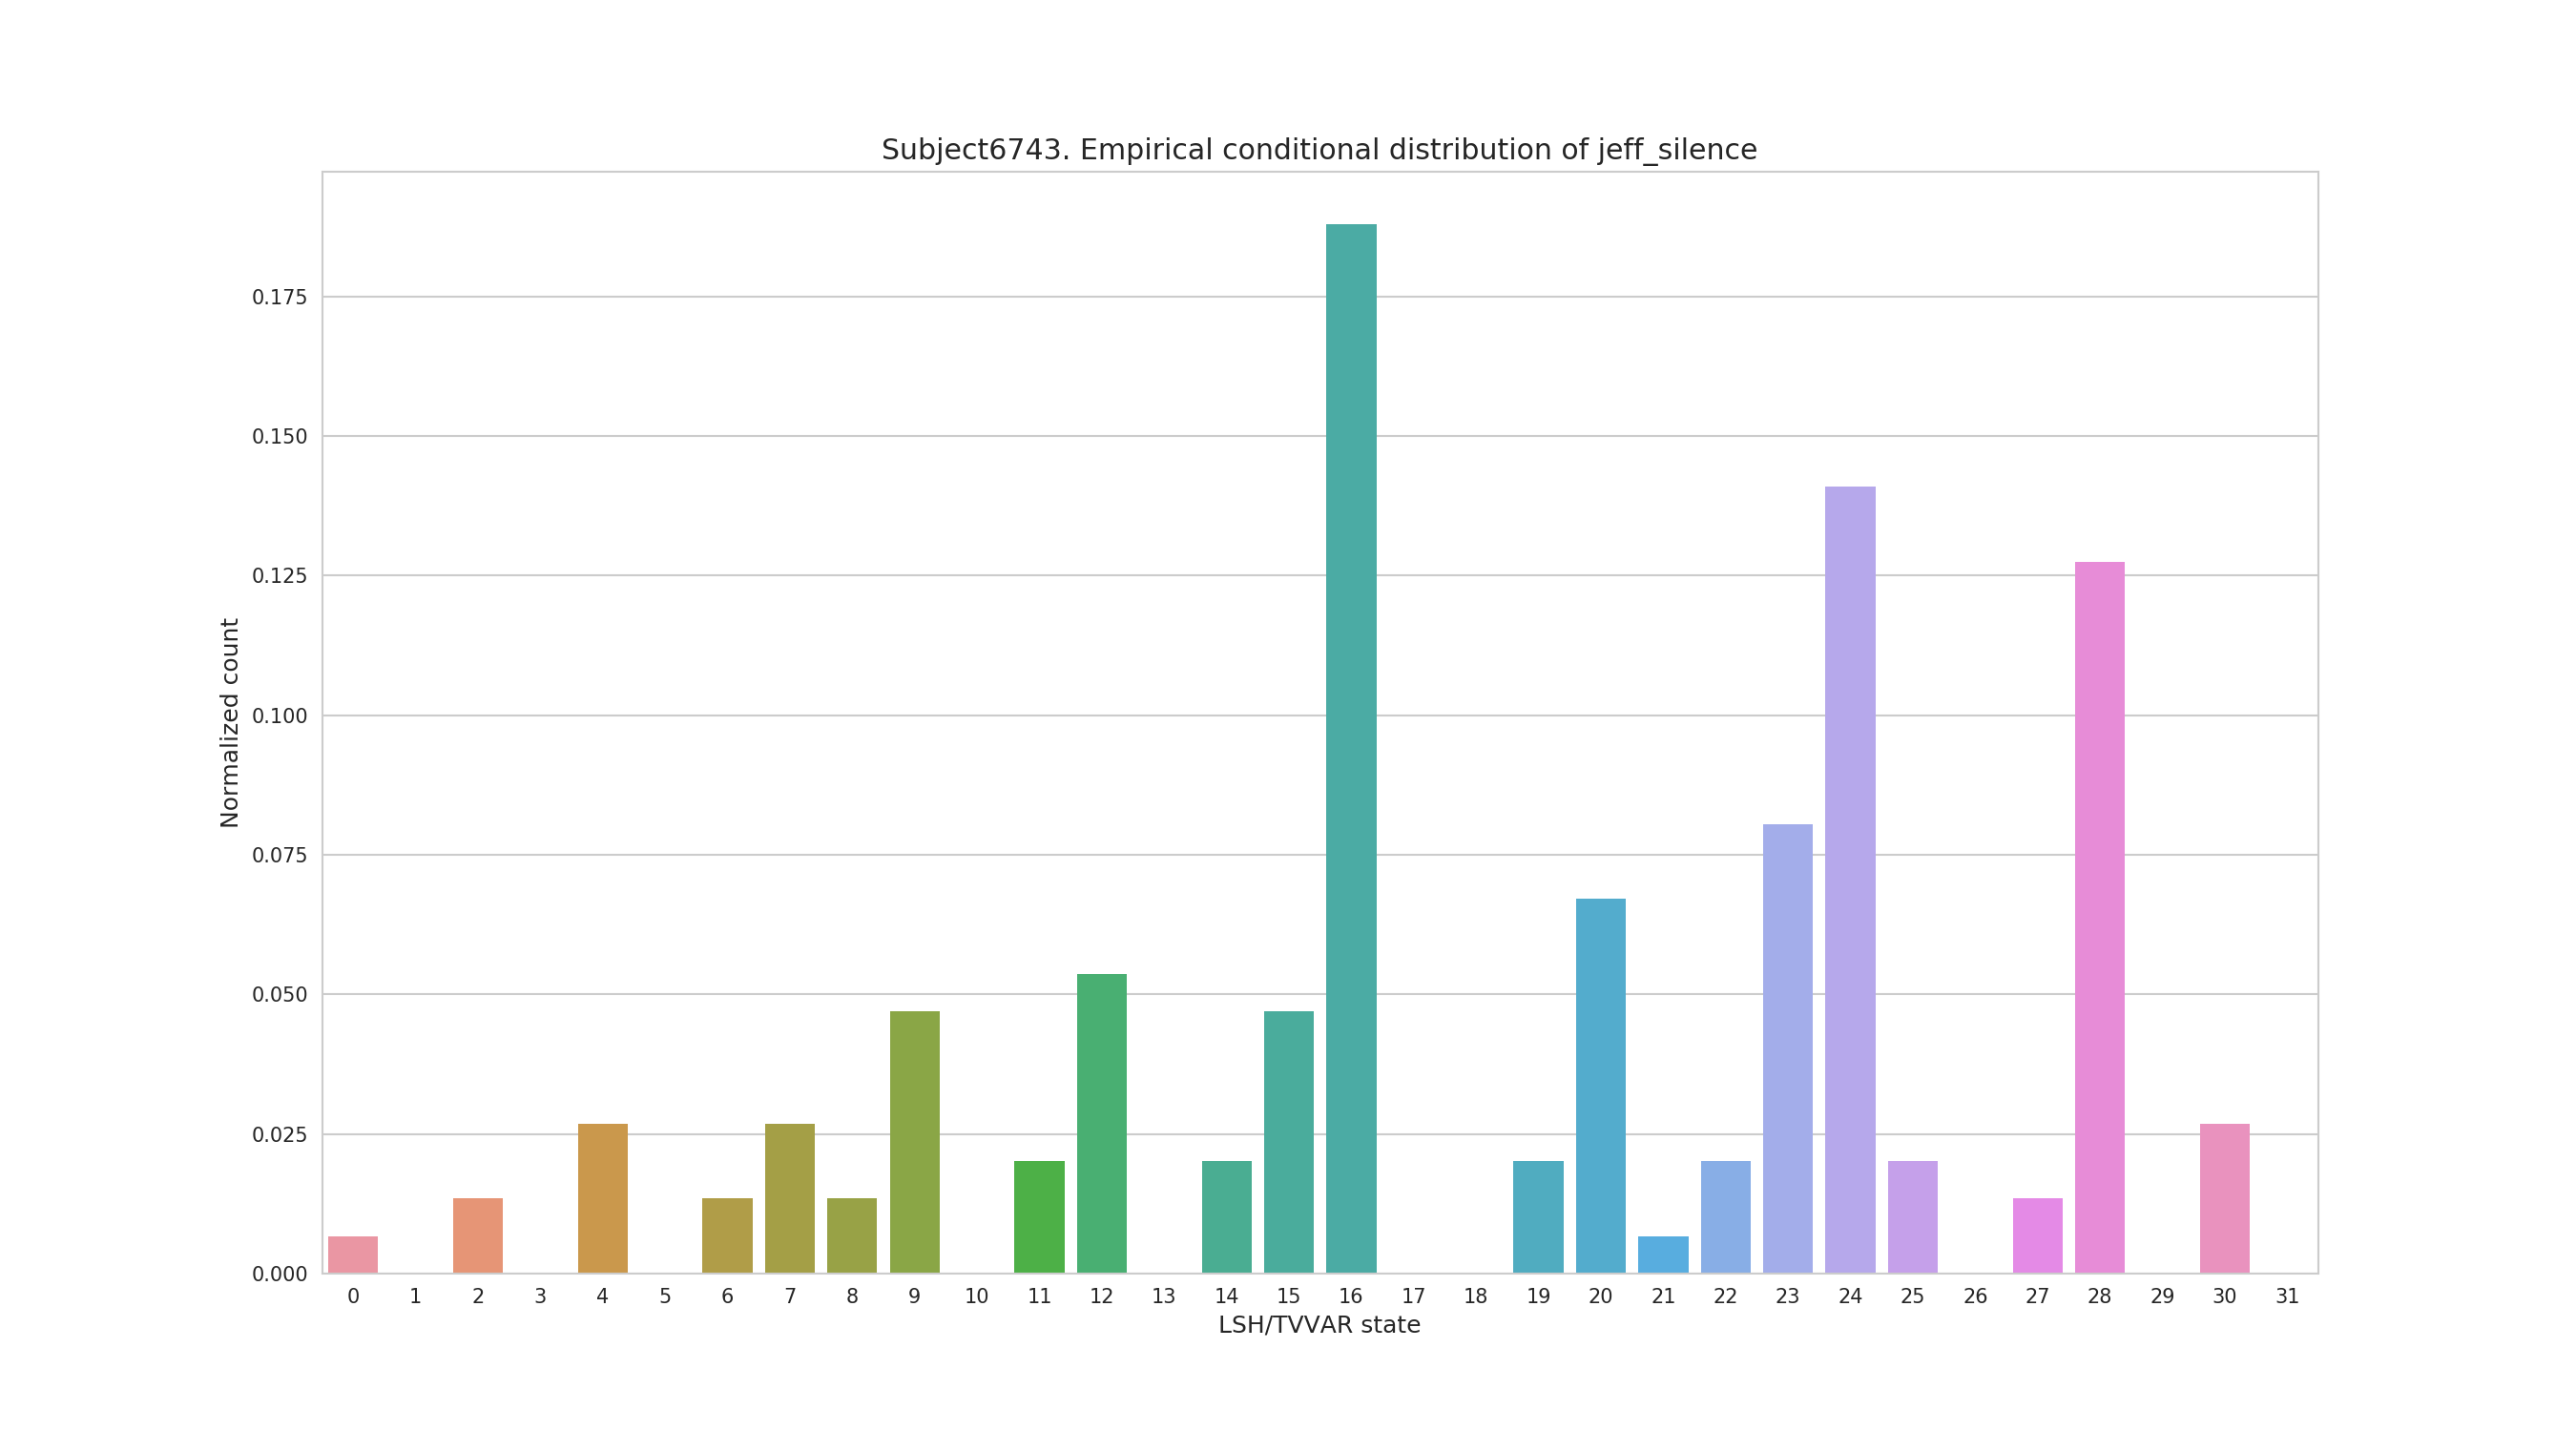 Subject6743. Empirical conditional distribution of jeff_silence
Normalized count
0.175
0.150
0.125
0.100
0.075
0.050
0.025
0.000
0 1 2 3 4 5 6 7 8 9 10 11 12 13 14 15 16 17 18 19 20 21 22 23 24 25 26 27 28 29 30 31
LSH/TVVAR state